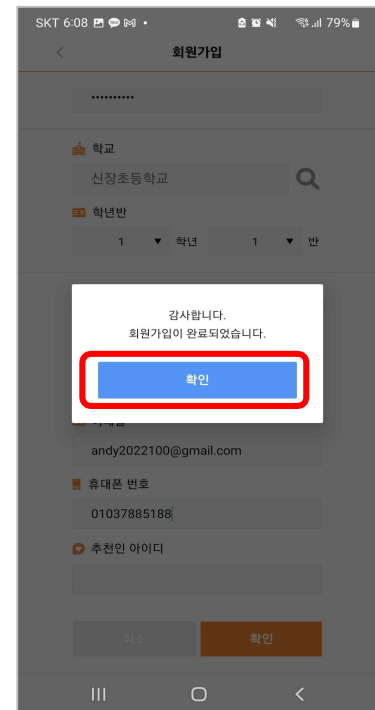 SKT 6:08 79%
회원가입
••••••••••
학교
신장초등학교
학년반
1 ▼ 학년 1 ▼ 반
감사합니다.
회원가입이 완료되었습니다.
확인
andy2022100@gmail.com
휴대폰 번호
01037885188
추천인 아이디
취소 확인